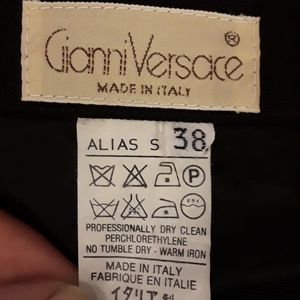 Gianni Versace ®
MADE IN ITALY
ALIAS S 38
P
PROFESSIONALLY DRY CLEAN
PERCHLORETHYLENE
NO TUMBLE DRY - WARM IRON
MADE IN ITALY
FABRIQUE EN ITALIE